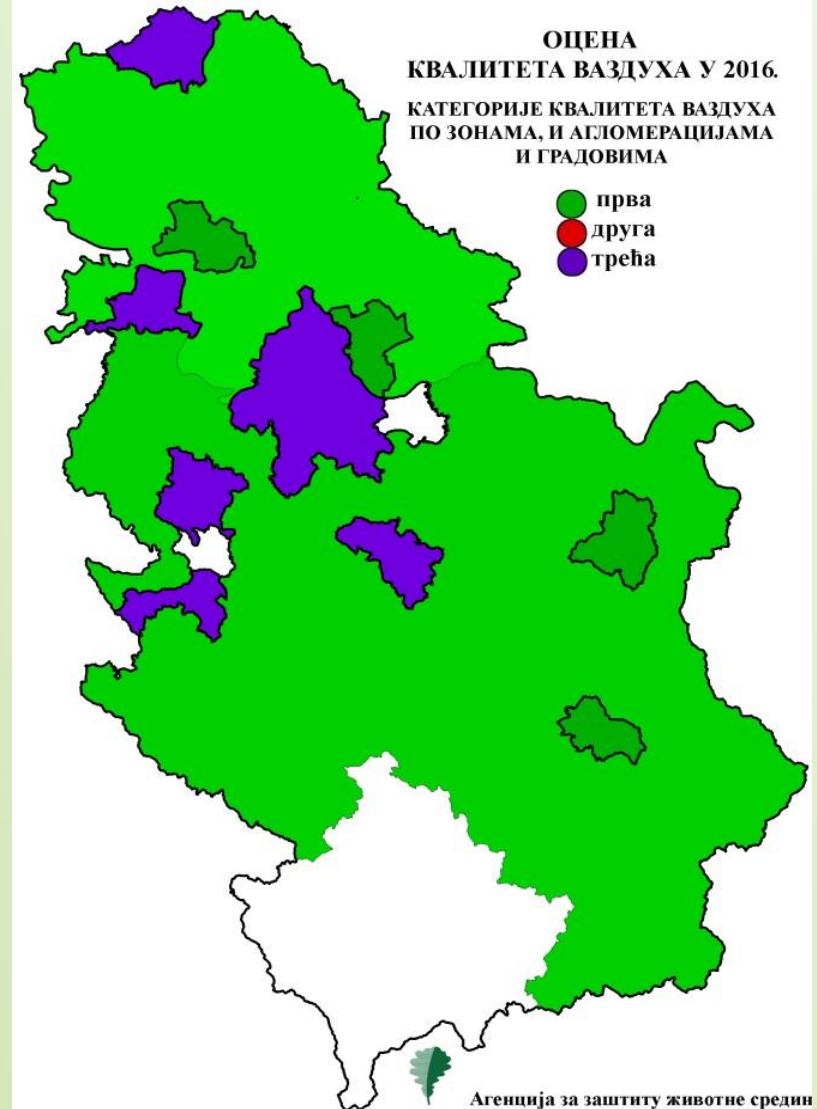 ОЦЕНА
КВАЛИТЕТА ВАЗДУХА У 2016.
КАТЕГОРИЈЕ КВАЛИТЕТА ВАЗДУХА
ПО ЗОНАМА, И АГЛОМЕРАЦИЈАМА
И ГРАДОВИМА
прва
друга
трећа
Агенција за заштиту животне средин